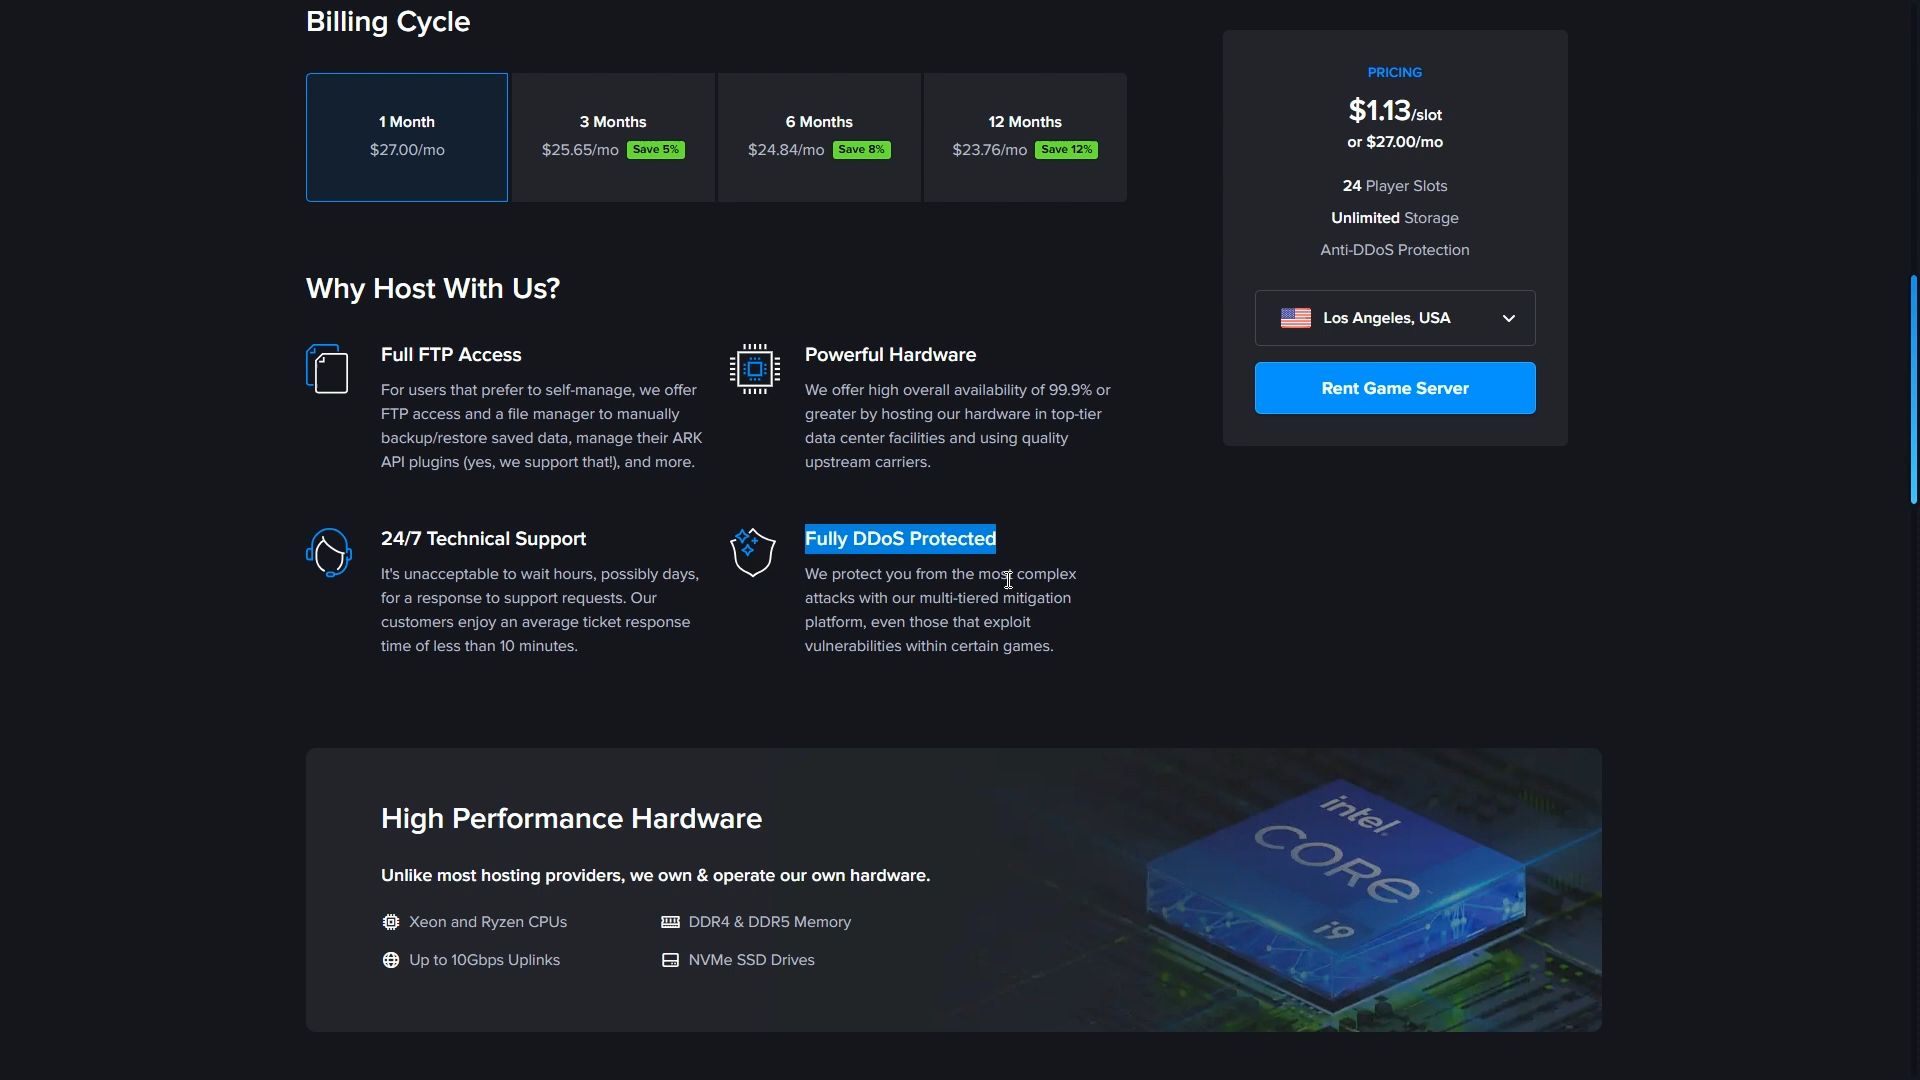 Billing Cycle
1 Month
$27.00/mo
3 Months
$25.65/mo Save 5%
6 Months
$24.84/mo Save 8%
12 Months
$23.76/mo Save 12%
PRICING
$1.13/slot
or $27.00/mo
24 Player Slots
Unlimited Storage
Anti-DDoS Protection
Los Angeles, USA
Rent Game Server
Why Host With Us?
Full FTP Access
For users that prefer to self-manage, we offer
FTP access and a file manager to manually
backup/restore saved data, manage their ARK
API plugins (yes, we support that!), and more.
Powerful Hardware
We offer high overall availability of 99.9% or
greater by hosting our hardware in top-tier
data center facilities and using quality
upstream carriers.
24/7 Technical Support
It's unacceptable to wait hours, possibly days,
for a response to support requests. Our
customers enjoy an average ticket response
time of less than 10 minutes.
Fully DDoS Protected
We protect you from the most complex
attacks with our multi-tiered mitigation
platform, even those that exploit
vulnerabilities within certain games.
High Performance Hardware
Unlike most hosting providers, we own & operate our own hardware.
Xeon and Ryzen CPUs
DDR4 & DDR5 Memory
Up to 10Gbps Uplinks
NVMe SSD Drives
intel.
CORe
i9